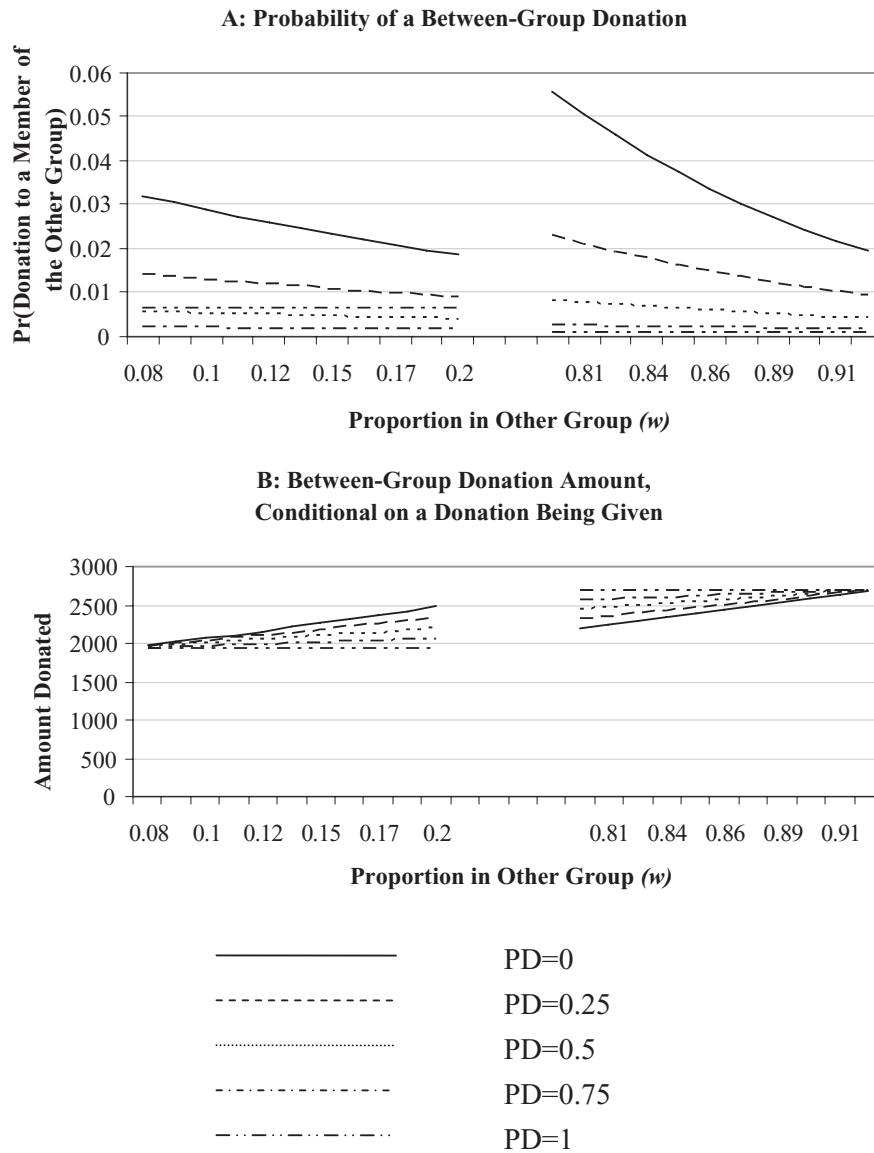 A: Probability of a Between-Group Donation
Pr(Donation to a Member of
the Other Group)
0.06
0.05
0.04
0.03
0.02
0.01
0
0.08 0.1 0.12 0.15 0.17 0.2 0.81 0.84 0.86 0.89 0.91
Proportion in Other Group (w)
B: Between-Group Donation Amount,
Conditional on a Donation Being Given
Amount Donated
3000
2500
2000
1500
1000
500
0
0.08 0.1 0.12 0.15 0.17 0.2 0.81 0.84 0.86 0.89 0.91
Proportion in Other Group (w)
PD=0
PD=0.25
PD=0.5
PD=0.75
PD=1